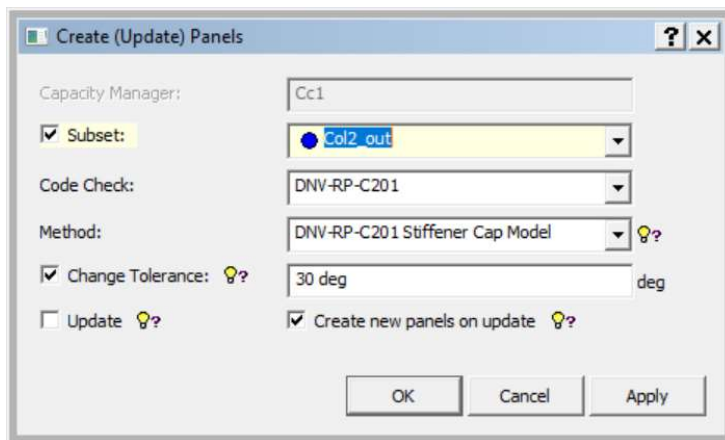 Create (Update) Panels
Capacity Manager: Cc1
Subset: Col2_out
Code Check: DNV-RP-C201
Method: DNV-RP-C201 Stiffener Cap Model
Change Tolerance: 30 deg deg
Update Create new panels on update
OK Cancel Apply